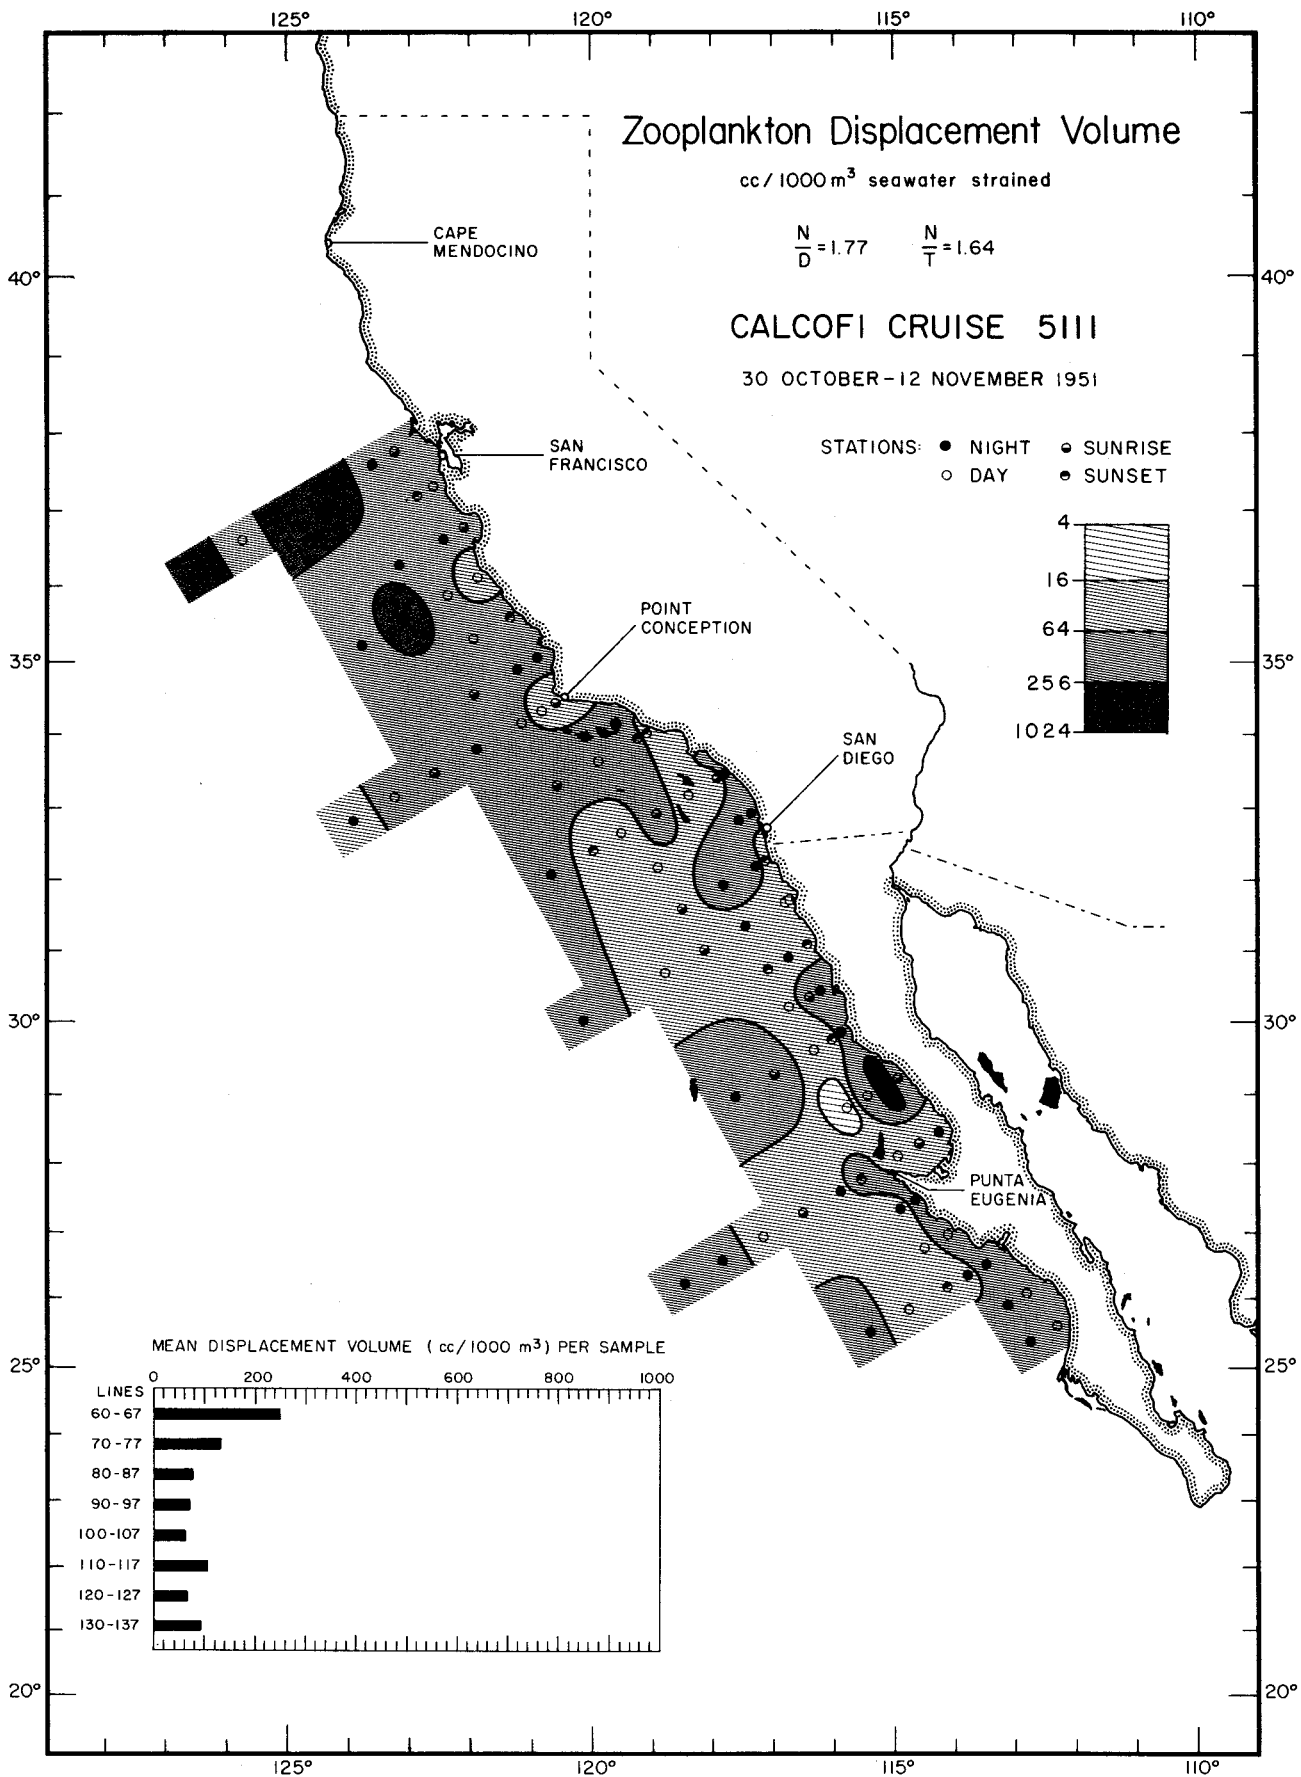 125° 120° 115° 110°
Zooplankton Displacement Volume
cc/1000 m³ seawater strained
N/D = 1.77 N/T = 1.64
CAPE
MENDOCINO
40° 40°
CALCOFI CRUISE 5111
30 OCTOBER – 12 NOVEMBER 1951
STATIONS: NIGHT SUNRISE
DAY SUNSET
SAN
FRANCISCO
4
16
64
256
1024
POINT
CONCEPTION
35° 35°
SAN
DIEGO
30° 30°
PUNTA
EUGENIA
25° 25°
MEAN DISPLACEMENT VOLUME (cc/1000 m³) PER SAMPLE
0 200 400 600 800 1000
LINES
60-67
70-77
80-87
90-97
100-107
110-117
120-127
130-137
20° 20°
125° 120° 115° 110°